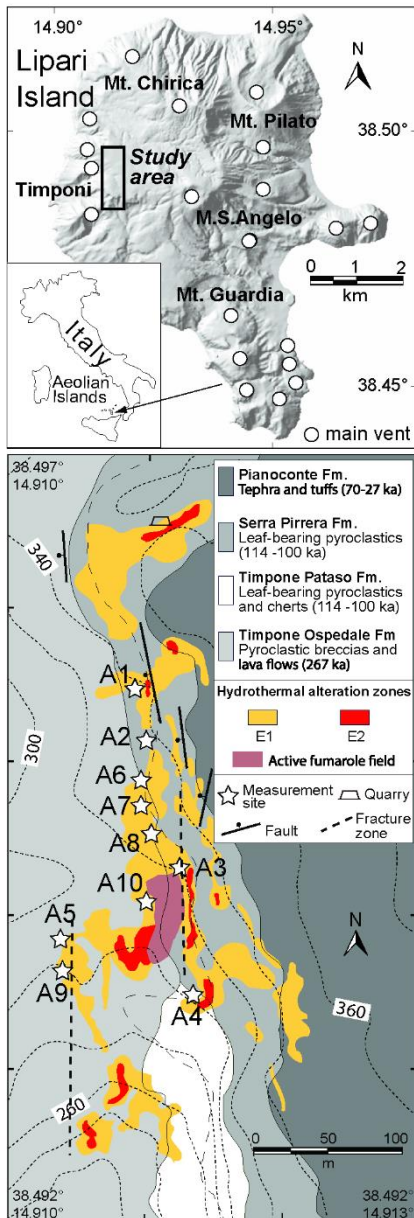 14.90
14.95
Lipari
Island
Mt. Chirica
N
Mt. Pilato
38.50
Study
area
Timponi
M.S.Angelo
0 1 2
km
Mt. Guardia
Italy
Aeolian
Islands
38.45
main vent
38.497°
14.910°
Pianoconte Fm.
Tephra and tuffs (70-27 ka)
Serra Pirrera Fm.
Leaf-bearing pyroclastics
(114 -100 ka)
Timpone Pataso Fm.
Leaf-bearing pyroclastics
and cherts (114 -100 ka)
Timpone Ospedale Fm
Pyroclastic breccias and
lava flows (267 ka)
Hydrothermal alteration zones
E1 E2
Active fumarole field
Measurement
site
Quarry
Fault
Fracture
zone
340
A1
A2
300
A6
A7
A8
A3
A10
A5
N
A9
A4
360
260
0 50 100
m
38.492°
14.910°
38.492°
14.913°